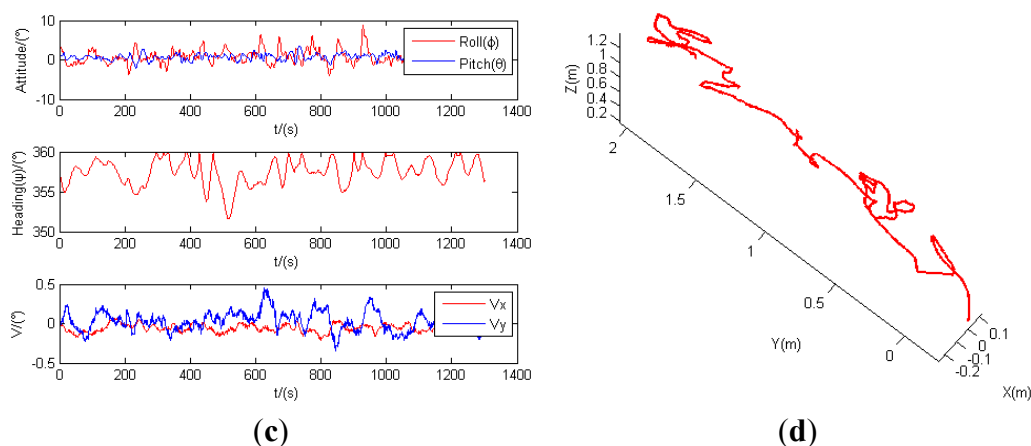 10
0
-10
Attitude/(°)
Roll(ϕ)
Pitch(θ)
0 200 400 600 800 1000 1200 1400
t/(s)
360
355
350
Heading(ψ)/(°)
0 200 400 600 800 1000 1200 1400
t/(s)
0.5
0
-0.5
V/(°)
Vx
Vy
0 200 400 600 800 1000 1200 1400
t/(s)
(c)
1.2
1
0.8
0.6
0.4
0.2
Z(m)
2
1.5
1
0.5
0
Y(m)
0.1
0
-0.1
-0.2
X(m)
(d)